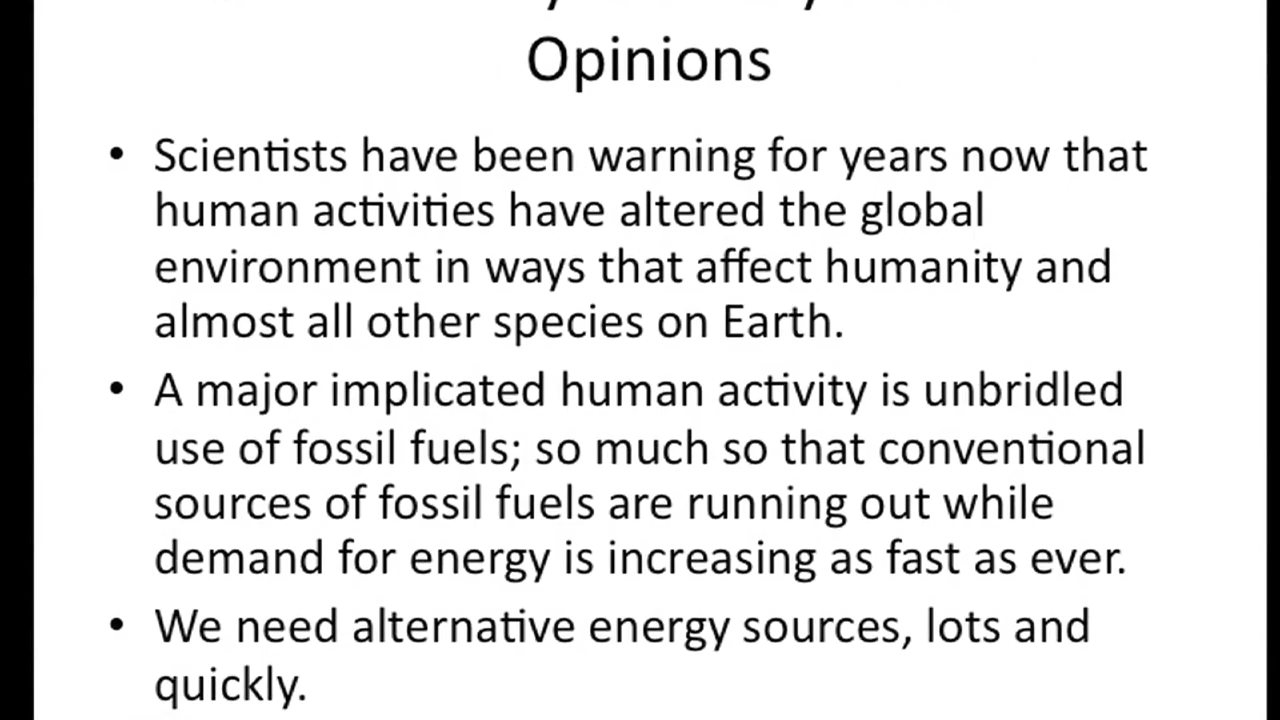 Opinions
• Scientists have been warning for years now that
human activities have altered the global
environment in ways that affect humanity and
almost all other species on Earth.
• A major implicated human activity is unbridled
use of fossil fuels; so much so that conventional
sources of fossil fuels are running out while
demand for energy is increasing as fast as ever.
• We need alternative energy sources, lots and
quickly.